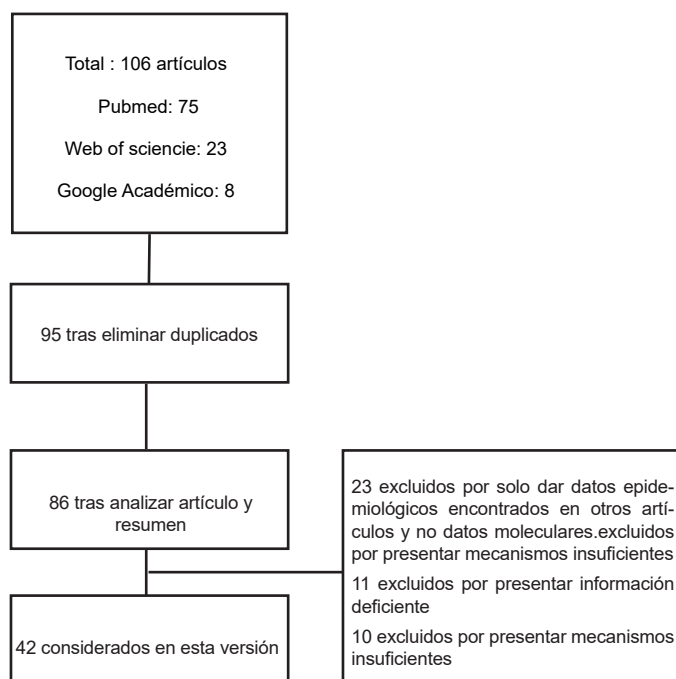 Total : 106 artículos
Pubmed: 75
Web of sciencie: 23
Google Académico: 8
95 tras eliminar duplicados
86 tras analizar artículo y
resumen
23 excluidos por solo dar datos epide-
miológicos encontrados en otros artí-
culos y no datos moleculares.excluidos
por presentar mecanismos insuficientes
11 excluidos por presentar información
deficiente
10 excluidos por presentar mecanismos
insuficientes
42 considerados en esta versión